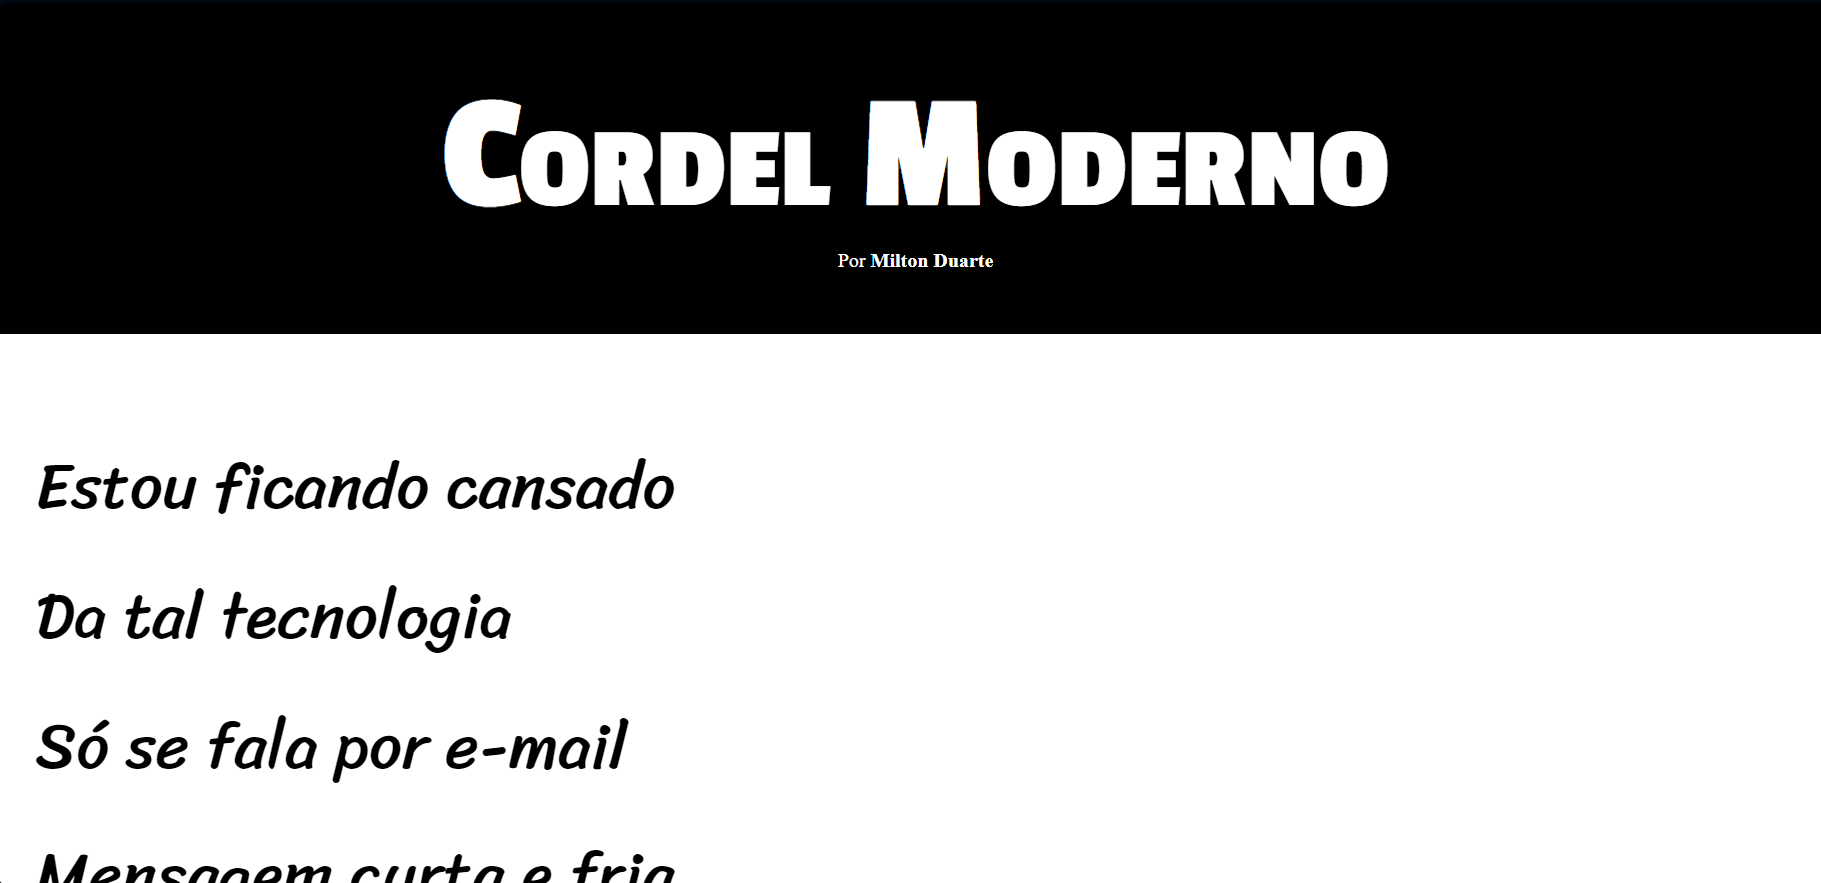 Cordel Moderno
Por Milton Duarte
Estou ficando cansado
Da tal tecnologia
Só se fala por e-mail
Mensagem curta e fria